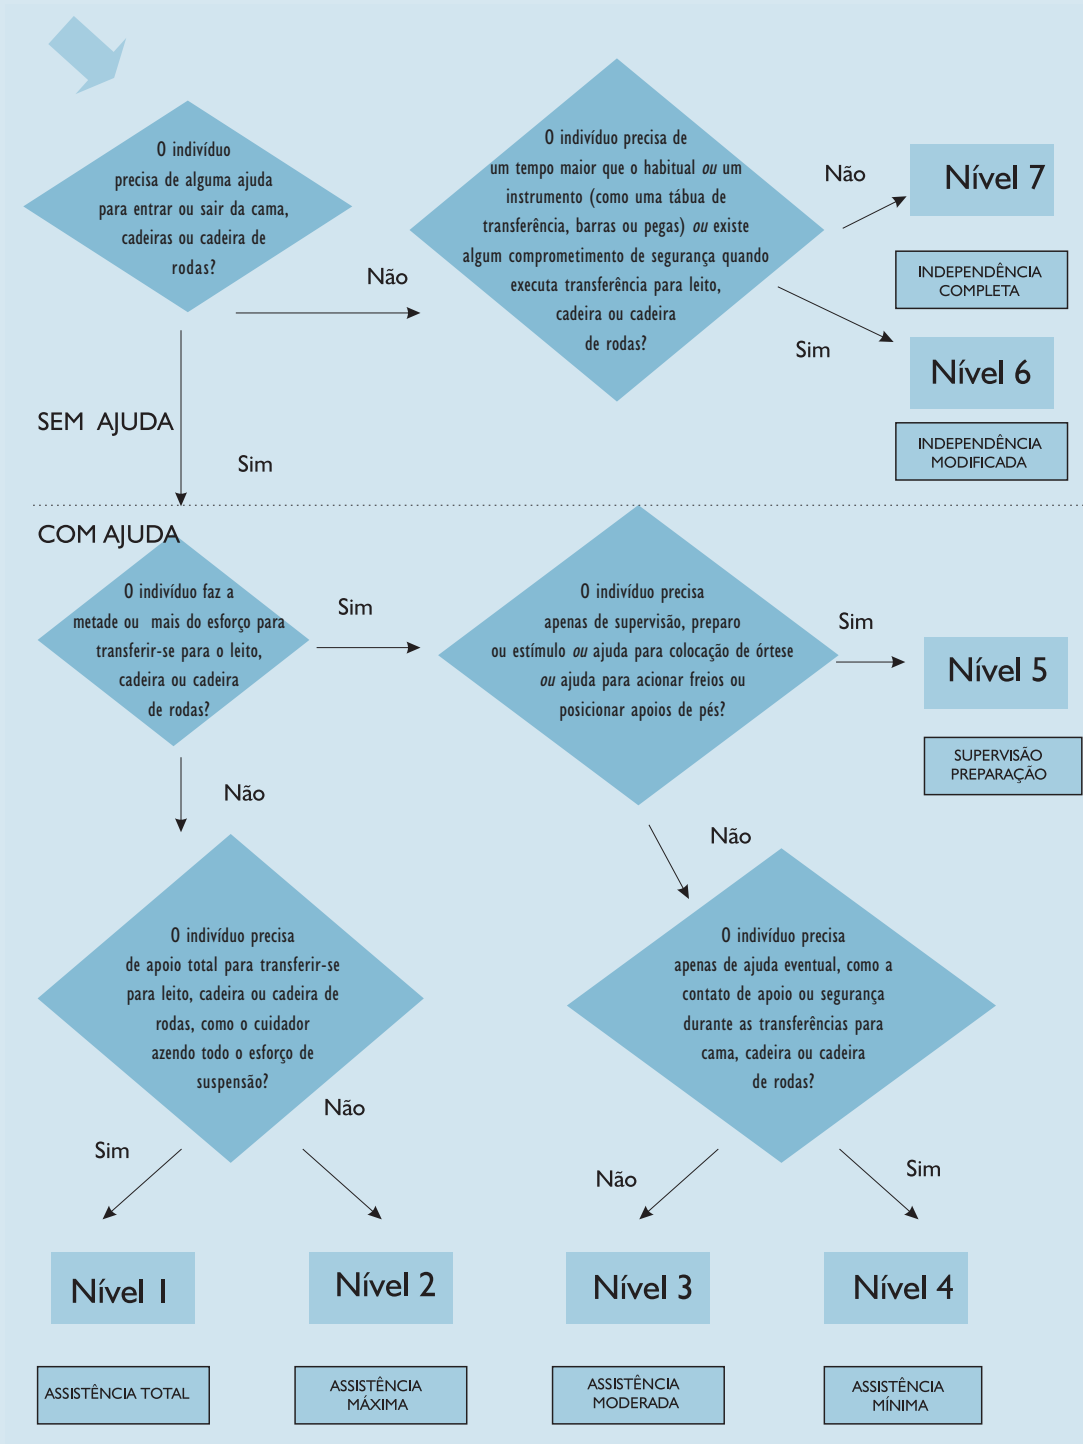 O indivíduo
precisa de alguma ajuda
para entrar ou sair da cama,
cadeiras ou cadeira de
rodas?
Não
O indivíduo precisa de
um tempo maior que o habitual ou um
instrumento (como uma tábua de
transferência, barras ou pegas) ou existe
algum comprometimento de segurança quando
executa transferência para leito,
cadeira ou cadeira
de rodas?
Não
Nível 7
INDEPENDÊNCIA
COMPLETA
Sim
Nível 6
INDEPENDÊNCIA
MODIFICADA
SEM AJUDA
Sim
COM AJUDA
O indivíduo faz a
metade ou mais do esforço para
transferir-se para o leito,
cadeira ou cadeira
de rodas?
Sim
O indivíduo precisa
apenas de supervisão, preparo
ou estímulo ou ajuda para colocação de órtese
ou ajuda para acionar freios ou
posicionar apoios de pés?
Sim
Nível 5
SUPERVISÃO
PREPARAÇÃO
Não
Não
O indivíduo precisa
de apoio total para transferir-se
para leito, cadeira ou cadeira de
rodas, como o cuidador
azendo todo o esforço de
suspensão?
O indivíduo precisa
apenas de ajuda eventual, como a
contato de apoio ou segurança
durante as transferências para
cama, cadeira ou cadeira
de rodas?
Sim
Não
Não
Sim
Nível 1
Nível 2
Nível 3
Nível 4
ASSISTÊNCIA TOTAL
ASSISTÊNCIA
MÁXIMA
ASSISTÊNCIA
MODERADA
ASSISTÊNCIA
MÍNIMA